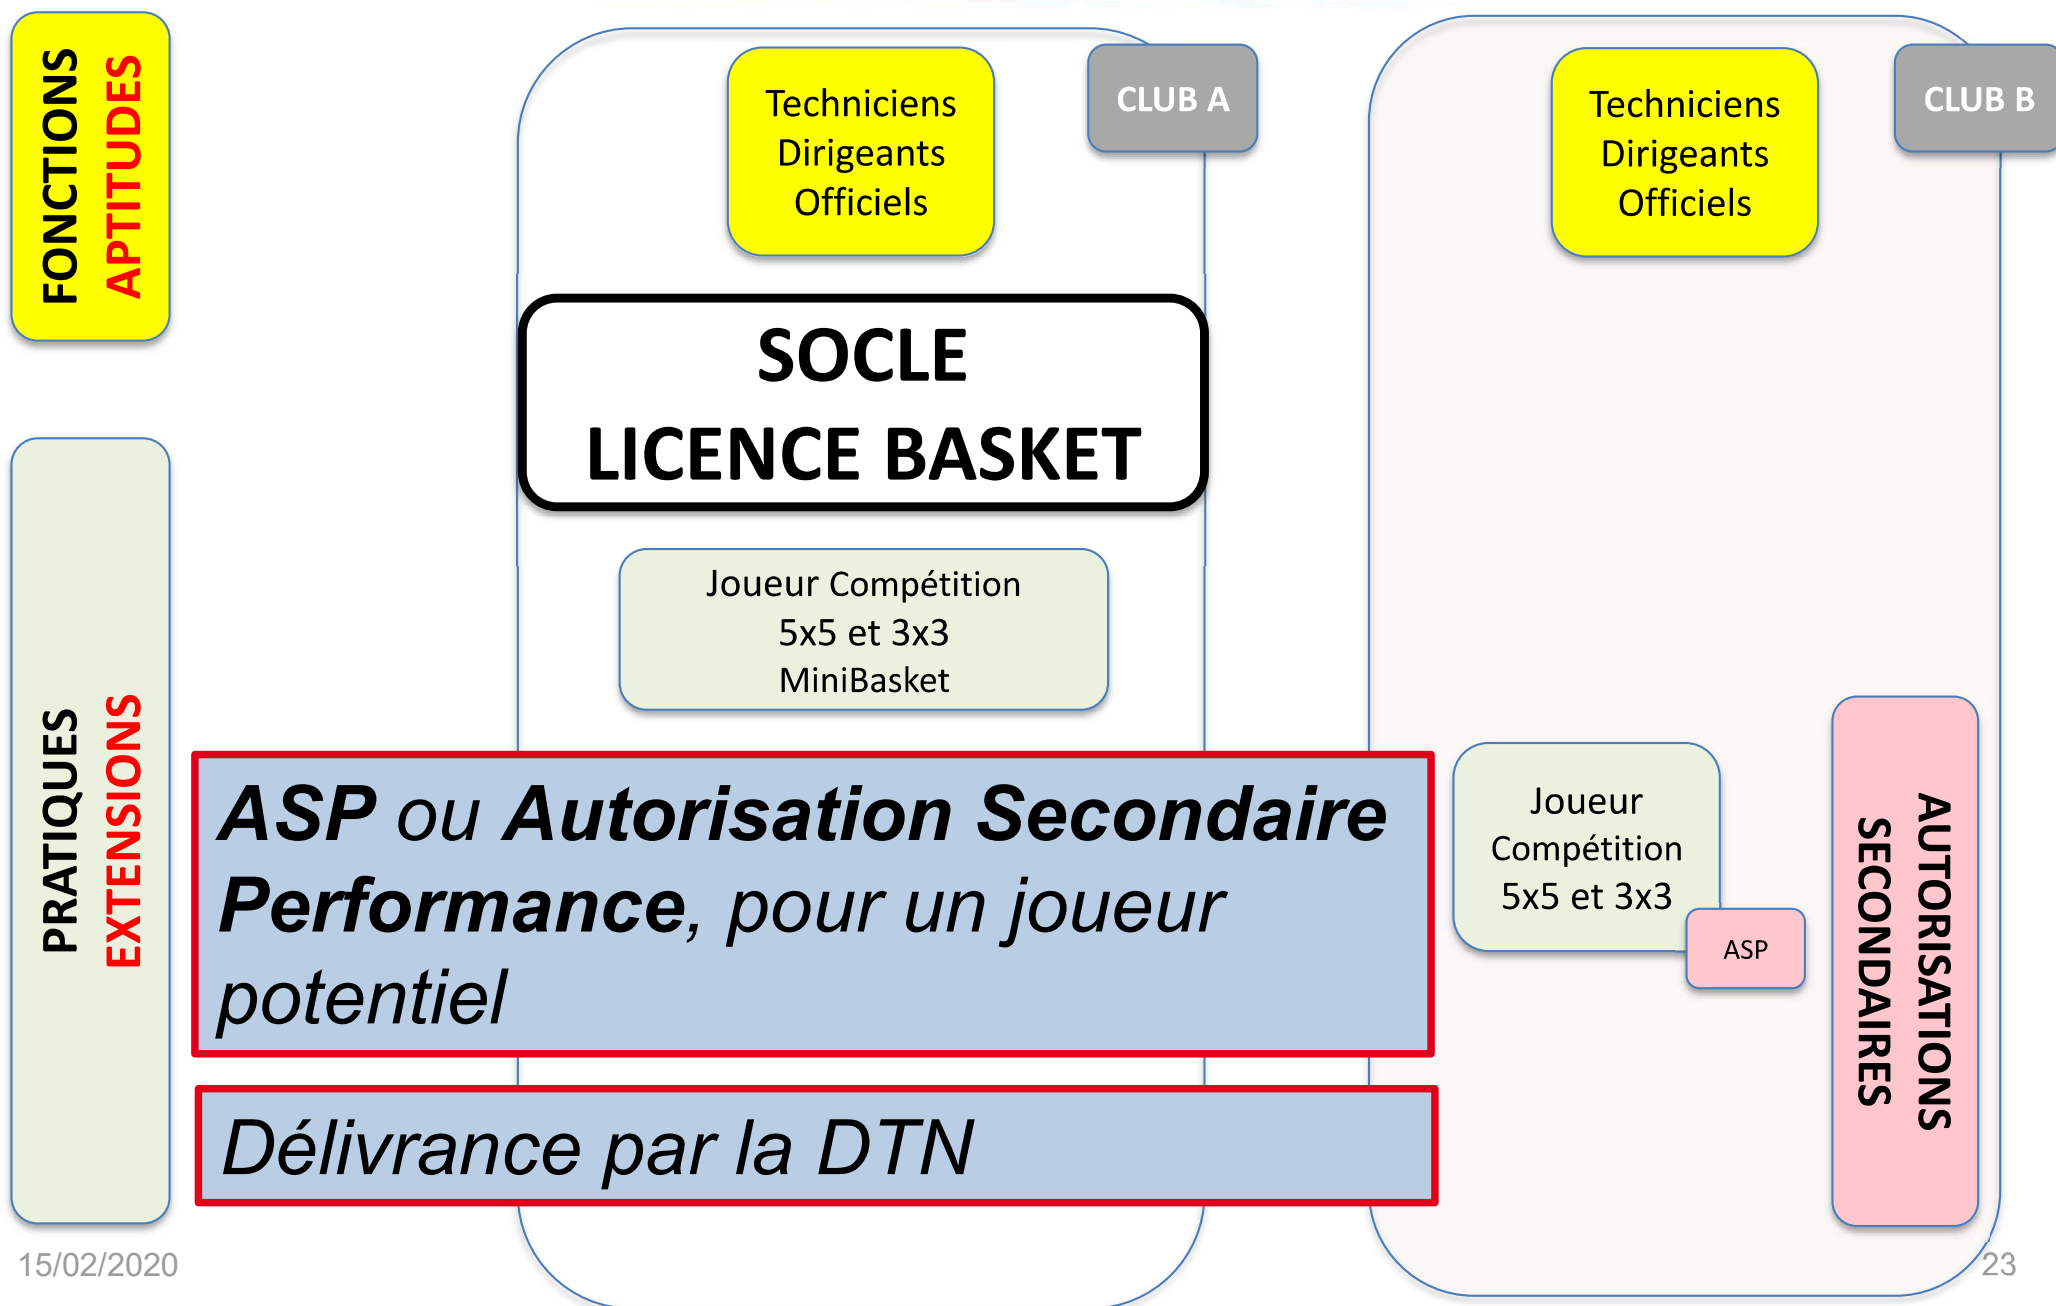 FONCTIONS
APTITUDES
Techniciens
Dirigeants
Officiels
CLUB A
Techniciens
Dirigeants
Officiels
CLUB B
SOCLE
LICENCE BASKET
Joueur Compétition
5x5 et 3x3
MiniBasket
PRATIQUES
EXTENSIONS
ASP ou Autorisation Secondaire
Performance, pour un joueur
potentiel
Joueur
Compétition
5x5 et 3x3
ASP
AUTORISATIONS
SECONDAIRES
Délivrance par la DTN
15/02/2020
23